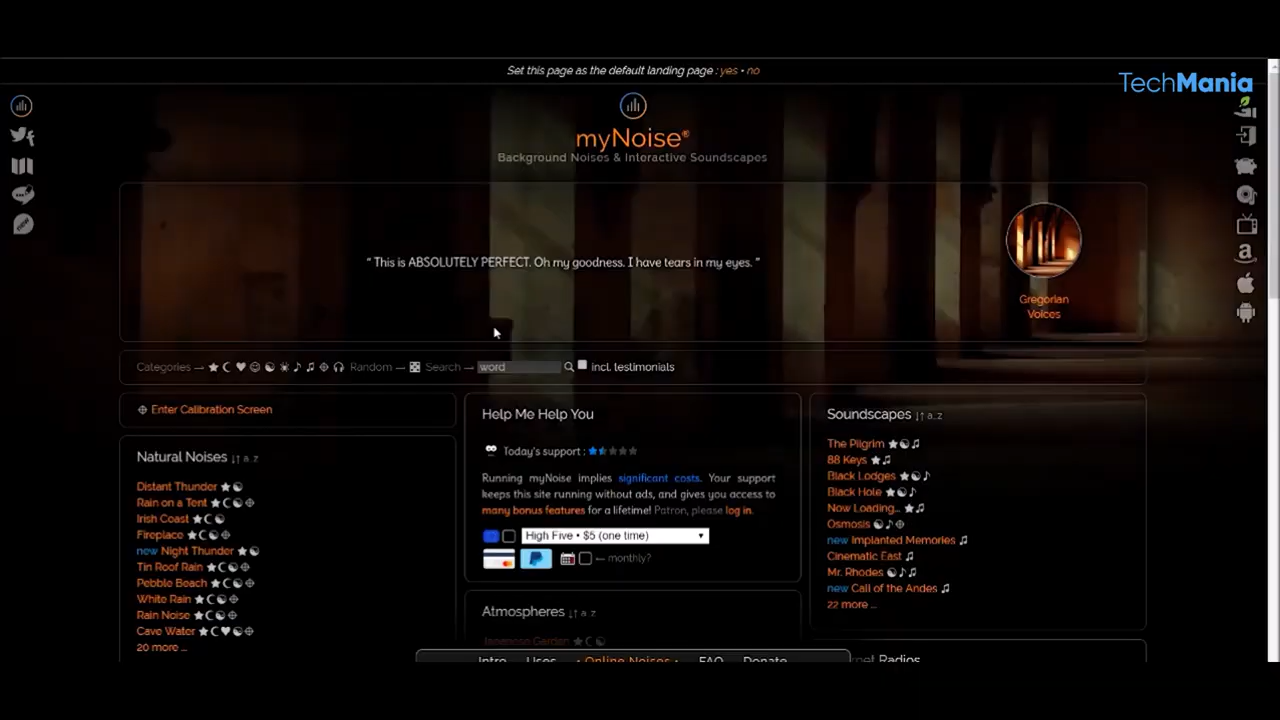 Set this page as the default landing page : yes • no
TechMania
myNoise®
Background Noises & Interactive Soundscapes
“ This is ABSOLUTELY PERFECT. Oh my goodness. I have tears in my eyes. ”
Gregorian
Voices
Categories → Random → Search → word incl. testimonials
Enter Calibration Screen
Natural Noises ↓↑ a..z
Distant Thunder
Rain on a Tent
Irish Coast
Fireplace
new Night Thunder
Tin Roof Rain
Pebble Beach
White Rain
Rain Noise
Cave Water
20 more ...
Help Me Help You
Today's support :
Running myNoise implies significant costs. Your support
keeps this site running without ads, and gives you access to
many bonus features for a lifetime! Patron, please log in.
High Five • $5 (one time)
← monthly?
Atmospheres ↓↑ a..z
Japanese Garden
Soundscapes ↓↑ a..z
The Pilgrim
88 Keys
Black Lodges
Black Hole
Now Loading...
Osmosis
new Implanted Memories
Cinematic East
Mr. Rhodes
new Call of the Andes
22 more ...
Intro Uses • Online Noises • FAQ Donate
Radios